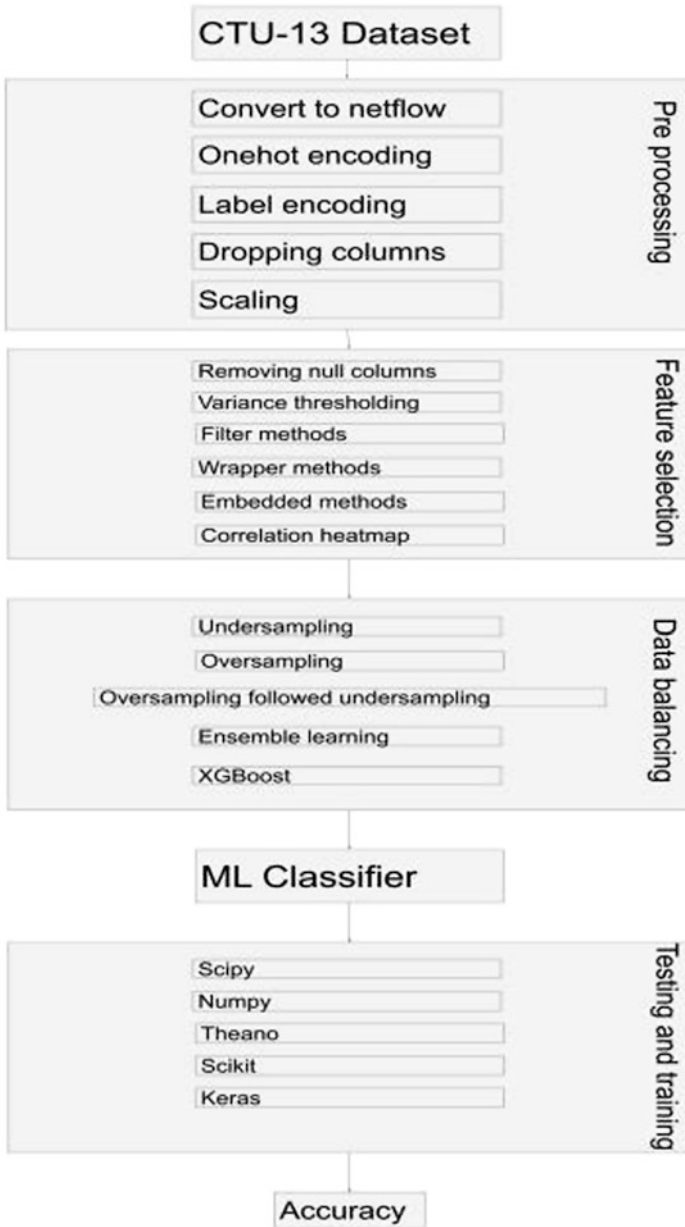 CTU-13 Dataset
Pre processing
Convert to netflow
Onehot encoding
Label encoding
Dropping columns
Scaling
Feature selection
Removing null columns
Variance thresholding
Filter methods
Wrapper methods
Embedded methods
Correlation heatmap
Data balancing
Undersampling
Oversampling
Oversampling followed undersampling
Ensemble learning
XGBoost
ML Classifier
Testing and training
Scipy
Numpy
Theano
Scikit
Keras
Accuracy